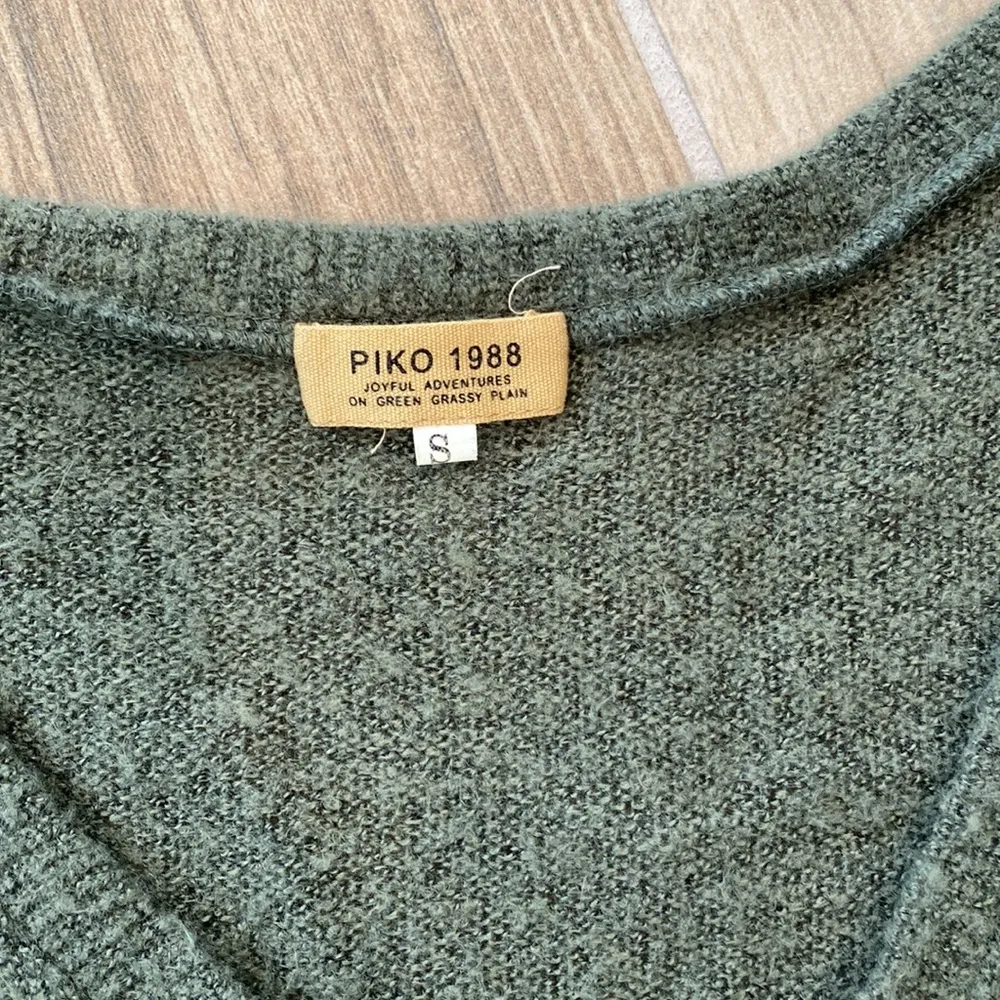 PIKO 1988
JOYFUL ADVENTURES
ON GREEN GRASSY PLAIN
S